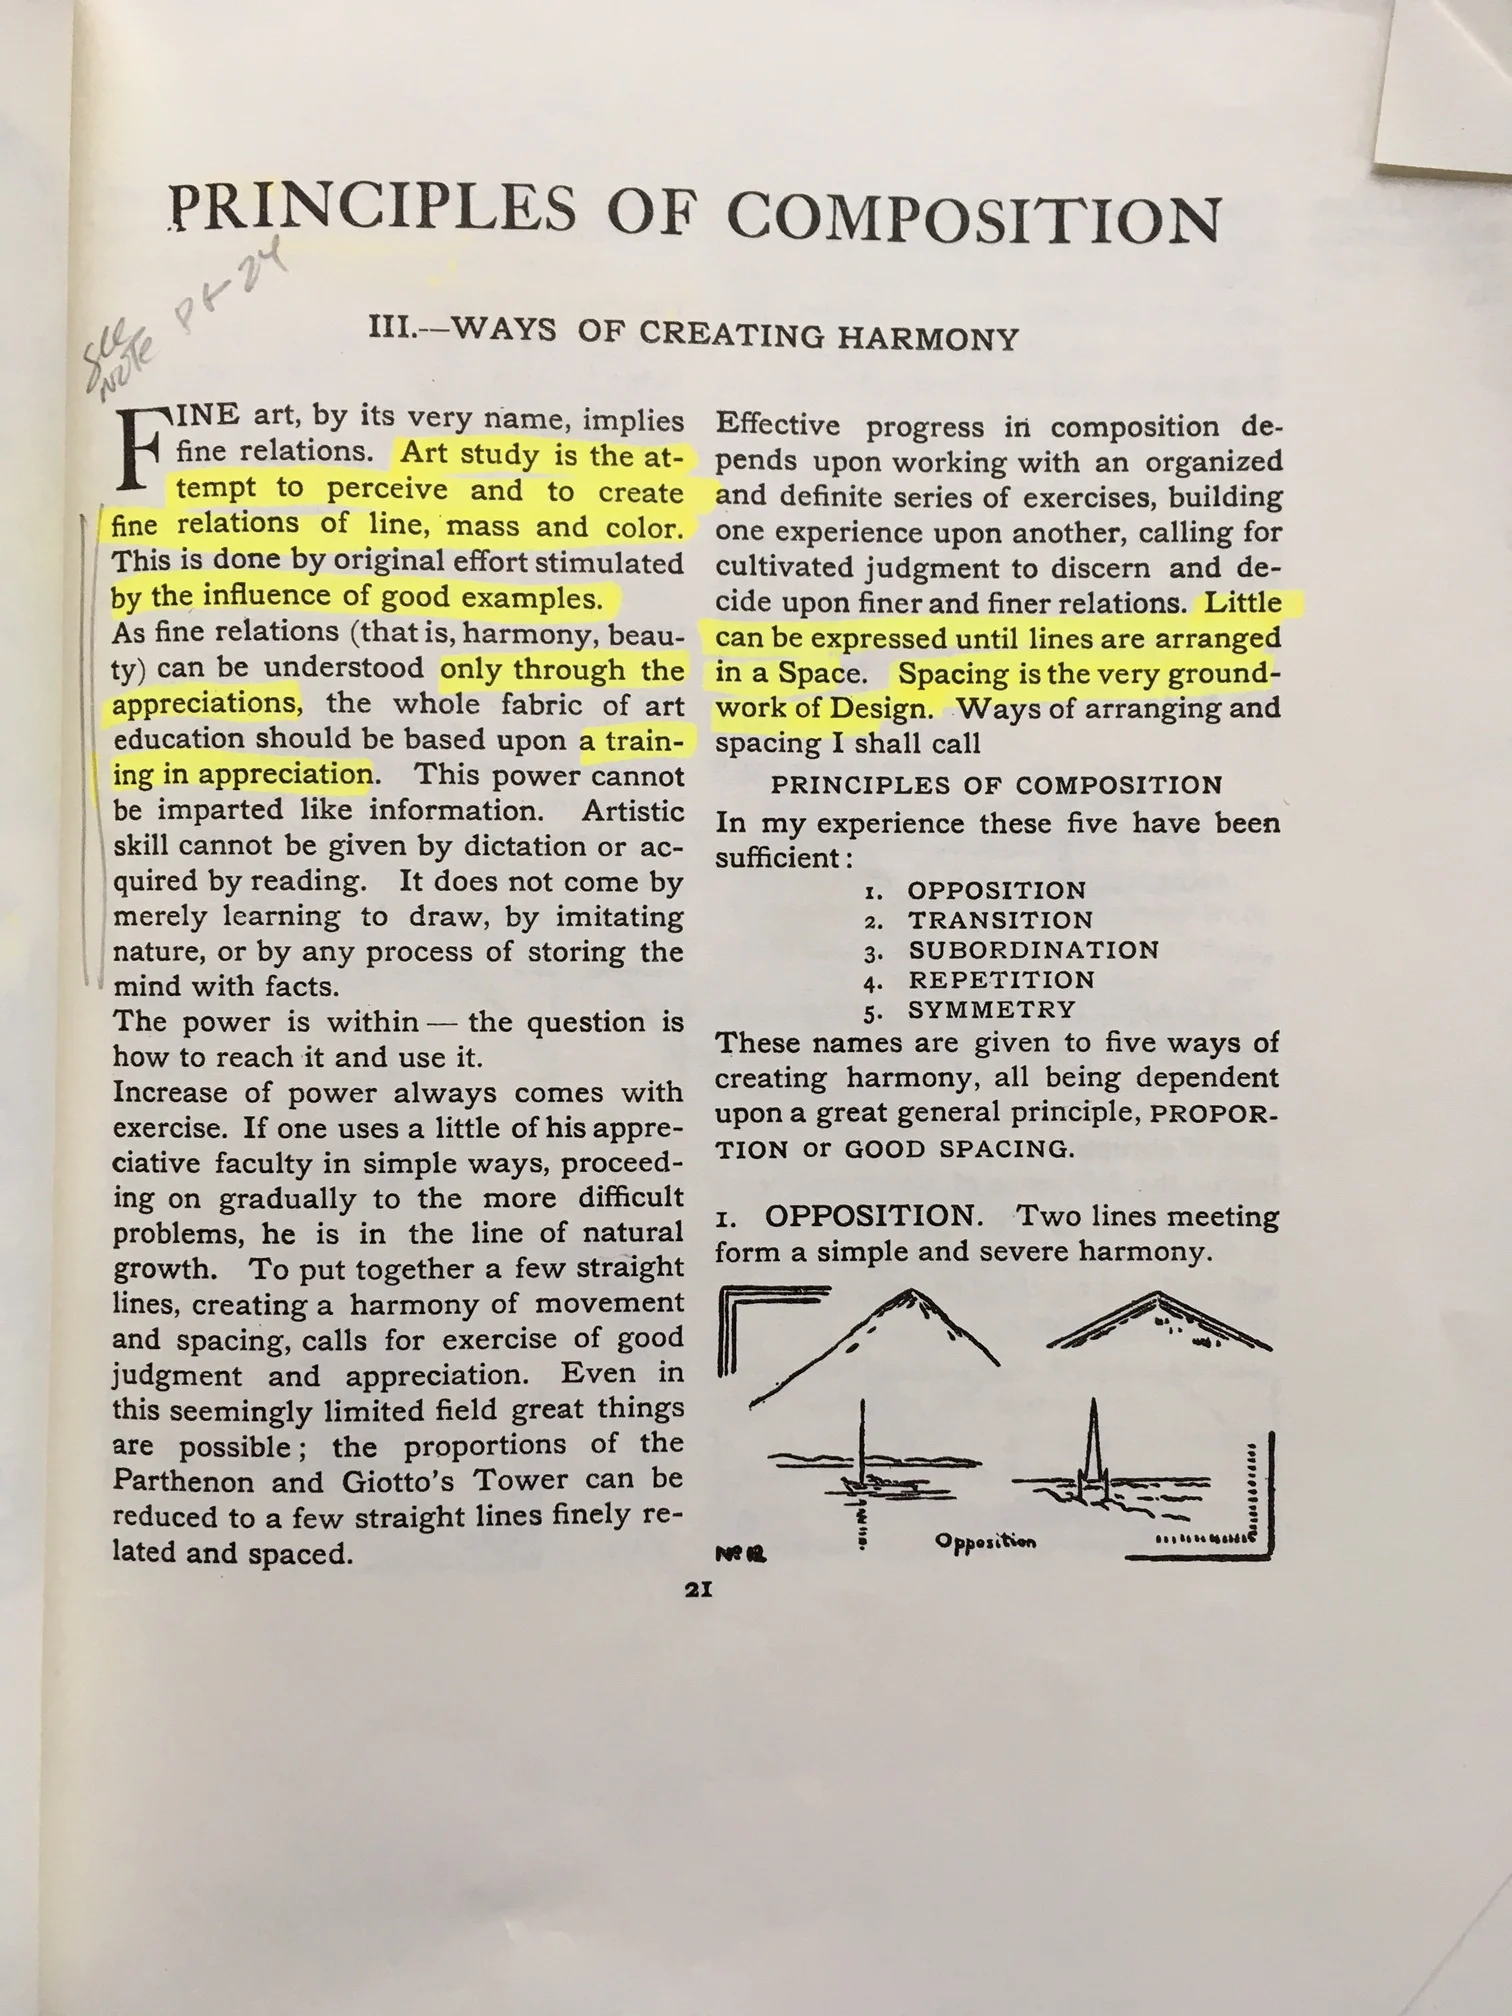 PRINCIPLES OF COMPOSITION
See
Note Pg 24
III.—WAYS OF CREATING HARMONY
FINE art, by its very name, implies
fine relations. Art study is the at-
tempt to perceive and to create
fine relations of line, mass and color.
This is done by original effort stimulated
by the influence of good examples.
As fine relations (that is, harmony, beau-
ty) can be understood only through the
appreciations, the whole fabric of art
education should be based upon a train-
ing in appreciation. This power cannot
be imparted like information. Artistic
skill cannot be given by dictation or ac-
quired by reading. It does not come by
merely learning to draw, by imitating
nature, or by any process of storing the
mind with facts.
The power is within — the question is
how to reach it and use it.
Increase of power always comes with
exercise. If one uses a little of his appre-
ciative faculty in simple ways, proceed-
ing on gradually to the more difficult
problems, he is in the line of natural
growth. To put together a few straight
lines, creating a harmony of movement
and spacing, calls for exercise of good
judgment and appreciation. Even in
this seemingly limited field great things
are possible; the proportions of the
Parthenon and Giotto's Tower can be
reduced to a few straight lines finely re-
lated and spaced.
Effective progress in composition de-
pends upon working with an organized
and definite series of exercises, building
one experience upon another, calling for
cultivated judgment to discern and de-
cide upon finer and finer relations. Little
can be expressed until lines are arranged
in a Space. Spacing is the very ground-
work of Design. Ways of arranging and
spacing I shall call
PRINCIPLES OF COMPOSITION
In my experience these five have been
sufficient:
1. OPPOSITION
2. TRANSITION
3. SUBORDINATION
4. REPETITION
5. SYMMETRY
These names are given to five ways of
creating harmony, all being dependent
upon a great general principle, PROPOR-
TION or GOOD SPACING.
1. OPPOSITION. Two lines meeting
form a simple and severe harmony.
Nº 12
Opposition
21